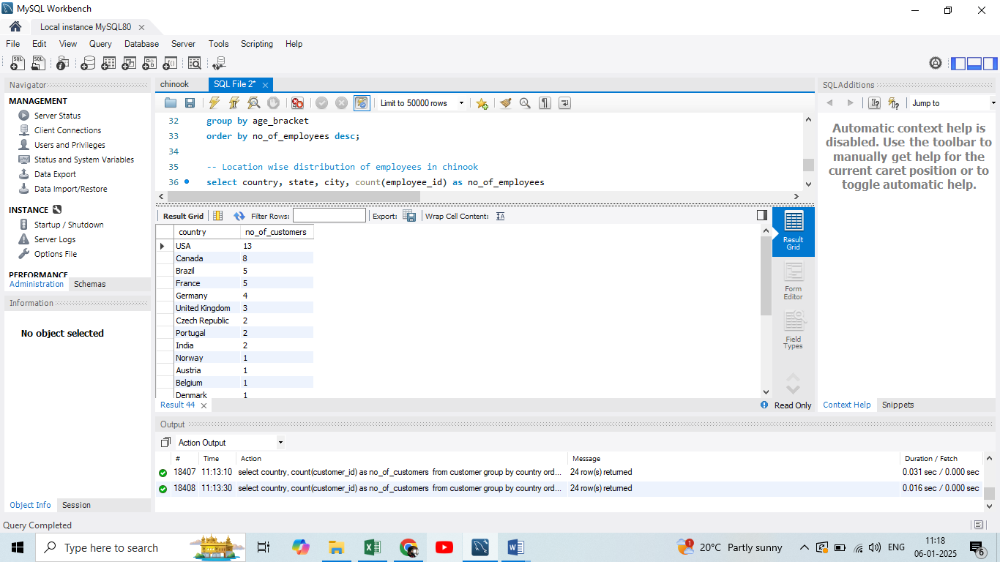 MySQL Workbench
Local instance MySQL80
File Edit View Query Database Server Tools Scripting Help
Navigator
MANAGEMENT
Server Status
Client Connections
Users and Privileges
Status and System Variables
Data Export
Data Import/Restore
INSTANCE
Startup / Shutdown
Server Logs
Options File
PERFORMANCE
Administration Schemas
Information
No object selected
Object Info Session
chinook SQL File 2*
Limit to 50000 rows
32 group by age_bracket
33 order by no_of_employees desc;
34
35 -- Location wise distribution of employees in chinook
36 select country, state, city, count(employee_id) as no_of_employees
Result Grid Filter Rows: Export: Wrap Cell Content:
country no_of_customers
USA 13
Canada 8
Brazil 5
France 5
Germany 4
United Kingdom 3
Czech Republic 2
Portugal 2
India 2
Norway 1
Austria 1
Belgium 1
Denmark 1
Result Grid
Form Editor
Field Types
Result 44 Read Only
Output
Action Output
# Time Action Message Duration / Fetch
18407 11:13:10 select country, count(customer_id) as no_of_customers from customer group by country ord... 24 row(s) returned 0.031 sec / 0.000 sec
18408 11:13:30 select country, count(customer_id) as no_of_customers from customer group by country ord... 24 row(s) returned 0.016 sec / 0.000 sec
SQLAdditions
Jump to
Automatic context help is
disabled. Use the toolbar to
manually get help for the
current caret position or to
toggle automatic help.
Context Help Snippets
Query Completed
Type here to search
1
20°C Partly sunny
ENG
11:18
06-01-2025
6